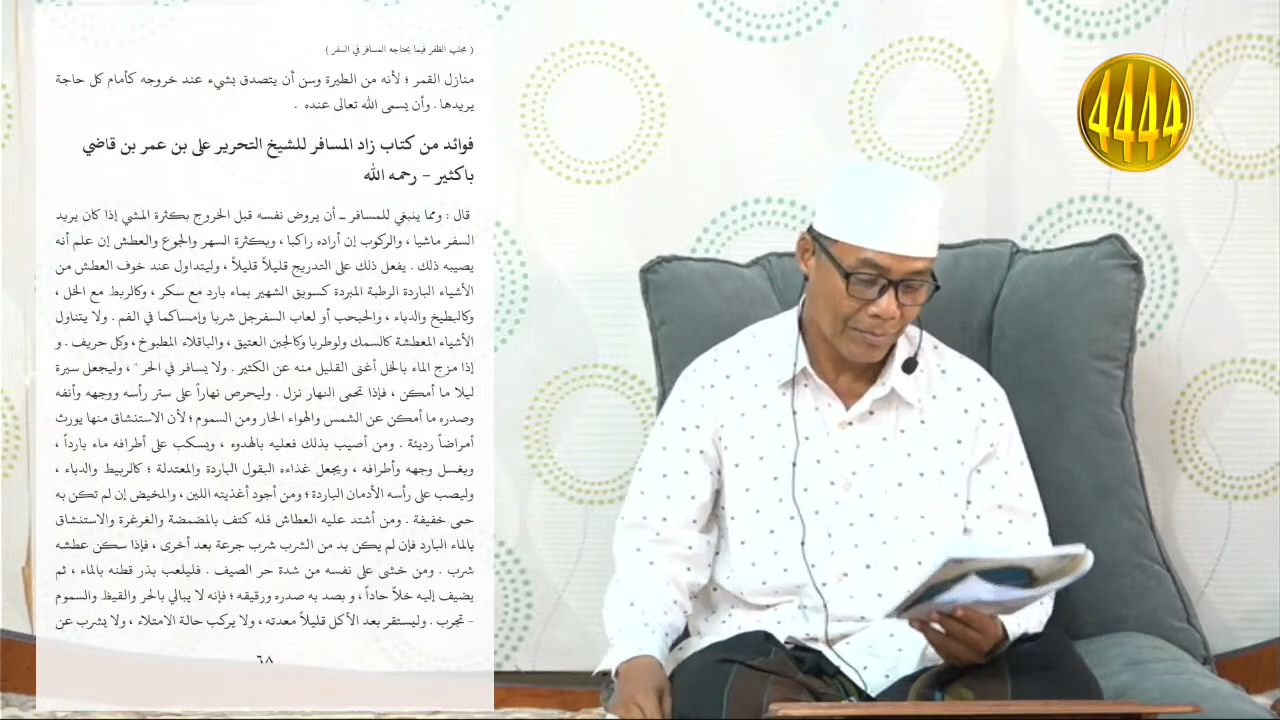 ( مجلب الظفر فيما يحتاجه المسافر في السفر )
منازل القمر ؛ لأنه من الطيرة وسن أن يتصدق بشيء عند خروجه كأمام كل حاجة
يريدها . وأن يسمى الله تعالى عنده .
فوائد من كتاب زاد المسافر للشيخ التحرير على بن عمر بن قاضي
باكثير - رحمه الله
قال : ومما ينبغي للمسافر – أن يروض نفسه قبل الخروج بكثرة المشي إذا كان يريد
السفر ماشيا ، والركوب إن أراده راكبا ، وبكثرة السهر والجوع والعطش إن علم أنه
يصيبه ذلك . يفعل ذلك على التدريج قليلاً قليلاً ، وليتداول عند خوف العطش من
الأشياء الباردة الرطبة المبردة كسويق الشهير بماء بارد مع سكر ، وكالربط مع الخل ،
وكالبطيخ والدباء ، والحبحب أو لعاب السفرجل شربا وإمساكما في الفم . ولا يتناول
الأشياء المعطشة كالسمك ولوطريا وكالجبن العتيق ، والباقلاء المطبوخ ، وكل حريف . و
إذا مزج الماء بالخل أغنى القليل منه عن الكثير . ولا يسافر في الحر " ، وليجعل سيرة
ليلا ما أمكن ، فإذا تحمى النهار نزل . وليحرص نهاراً على ستر رأسه ووجهه وأنفه
وصدره ما أمكن عن الشمس والهواء الحار ومن السموم ؛ لأن الاستنشاق منها يورث
أمراضاً رديئة . ومن أصيب بذلك فعليه بالهدوء ، ويسكب على أطرافه ماء بارداً ،
ويغسل وجهه وأطرافه ، ويجعل غذاءه البقول الباردة والمعتدلة ؛ كالربيط والدباء ،
وليصب على رأسه الأدمان الباردة ؛ ومن أجود أغذيته اللبن ، والمخيض إن لم تكن به
حمى خفيفة . ومن أشتد عليه العطاش فله كتف بالمضمضة والغرغرة والاستنشاق
بالماء البارد فإن لم يكن بد من الشرب شرب جرعة بعد أخرى ، فإذا سكن عطشه
شرب . ومن خشى على نفسه من شدة حر الصيف . فليلعب بذر قطنه بالماء ، ثم
يضيف إليه خلاً حاداً ، و بصد به صدره ورقيقه ؛ فإنه لا يبالي بالحر والقيظ والسموم
- تجرب . وليستقر بعد الأكل قليلاً معدته ، ولا يركب حالة الامتلاء ، ولا يشرب عن
٦٨
4444